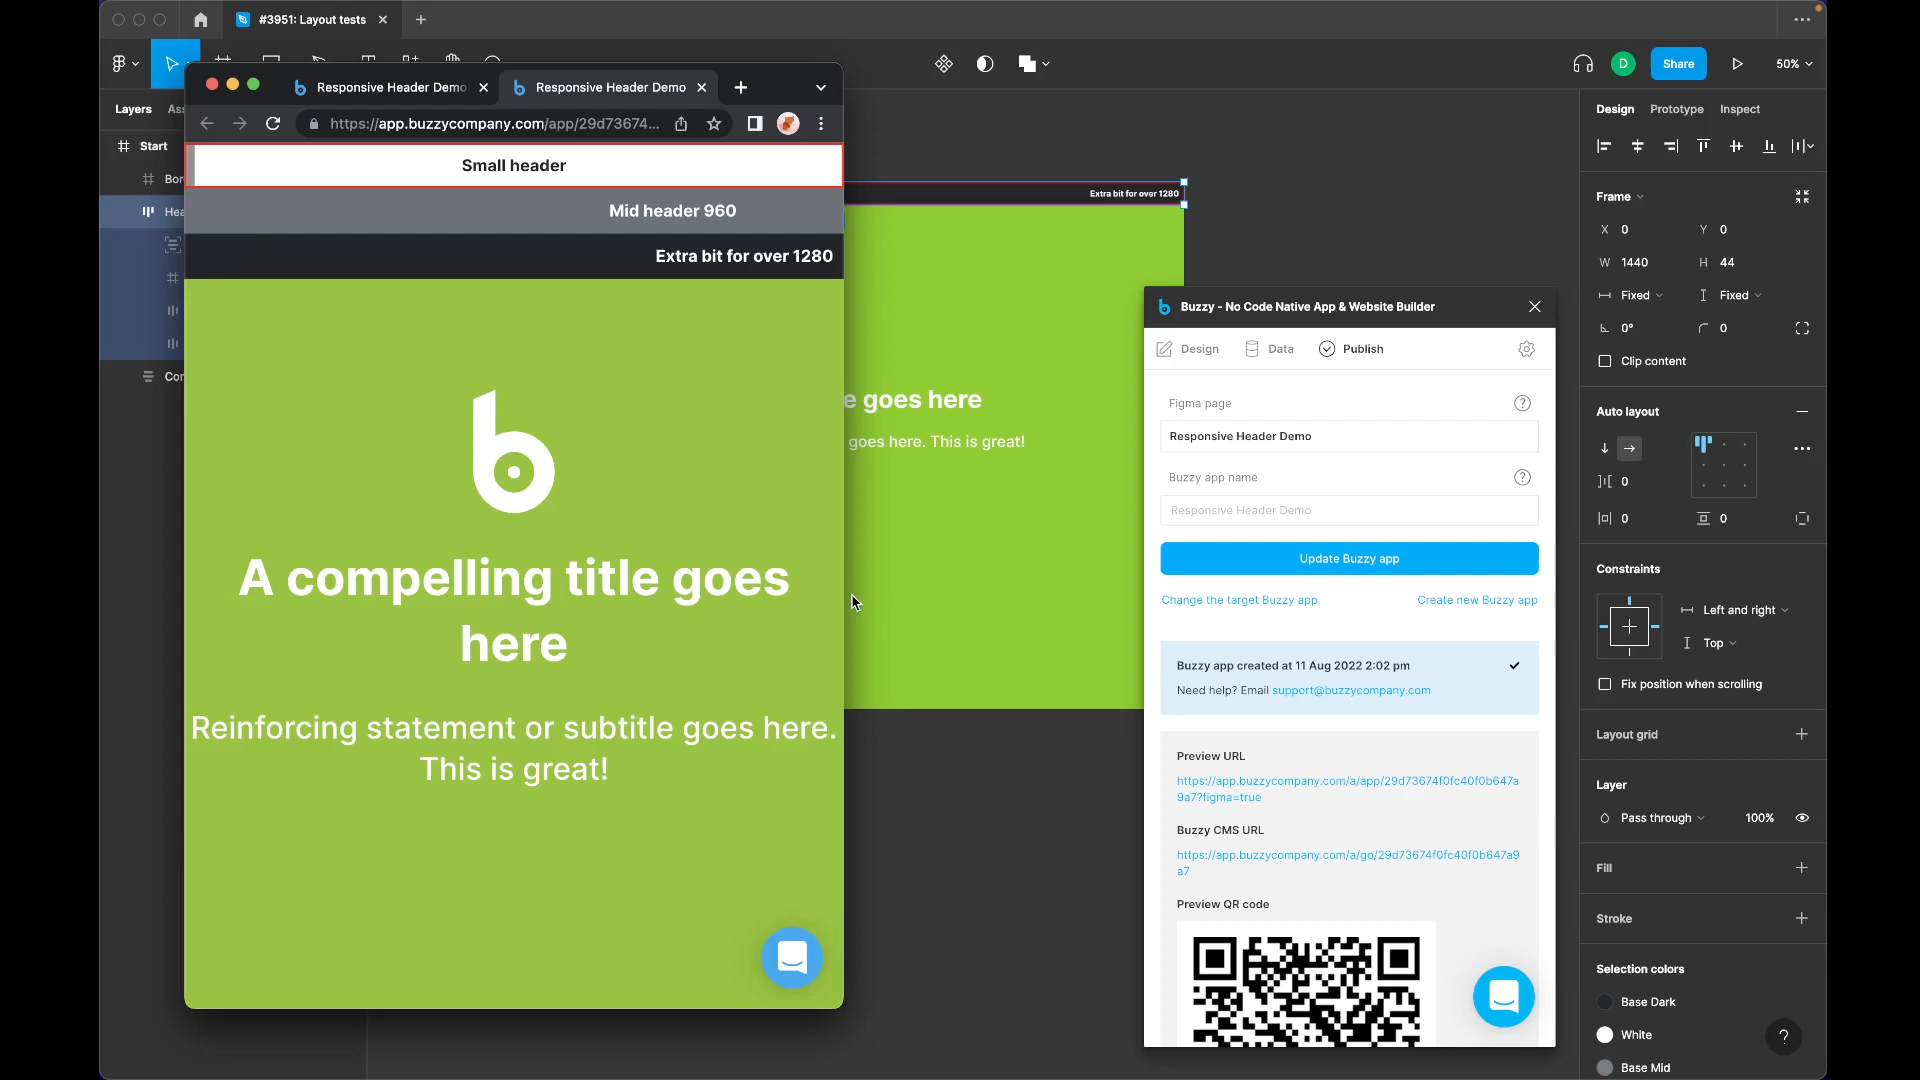 #3951: Layout tests
50%
Share
D
Layers
Ass
Start
Bor
Hea
Cor
Responsive Header Demo
Responsive Header Demo
https://app.buzzycompany.com/app/29d73674...
Small header
Mid header 960
Extra bit for over 1280
A compelling title goes
here
Reinforcing statement or subtitle goes here.
This is great!
Extra bit for over 1280
e goes here
goes here. This is great!
Buzzy - No Code Native App & Website Builder
Design
Data
Publish
Figma page
Responsive Header Demo
Buzzy app name
Responsive Header Demo
Update Buzzy app
Change the target Buzzy app
Create new Buzzy app
Buzzy app created at 11 Aug 2022 2:02 pm
Need help? Email support@buzzycompany.com
Preview URL
https://app.buzzycompany.com/a/app/29d73674f0fc40f0b647a
9a7?figma=true
Buzzy CMS URL
https://app.buzzycompany.com/a/go/29d73674f0fc40f0b647a9
a7
Preview QR code
Design Prototype Inspect
Frame
X 0 Y 0
W 1440 H 44
Fixed Fixed
0° 0
Clip content
Auto layout
0
0 0
Constraints
Left and right
Top
Fix position when scrolling
Layout grid
Layer
Pass through 100%
Fill
Stroke
Selection colors
Base Dark
White
Base Mid
?